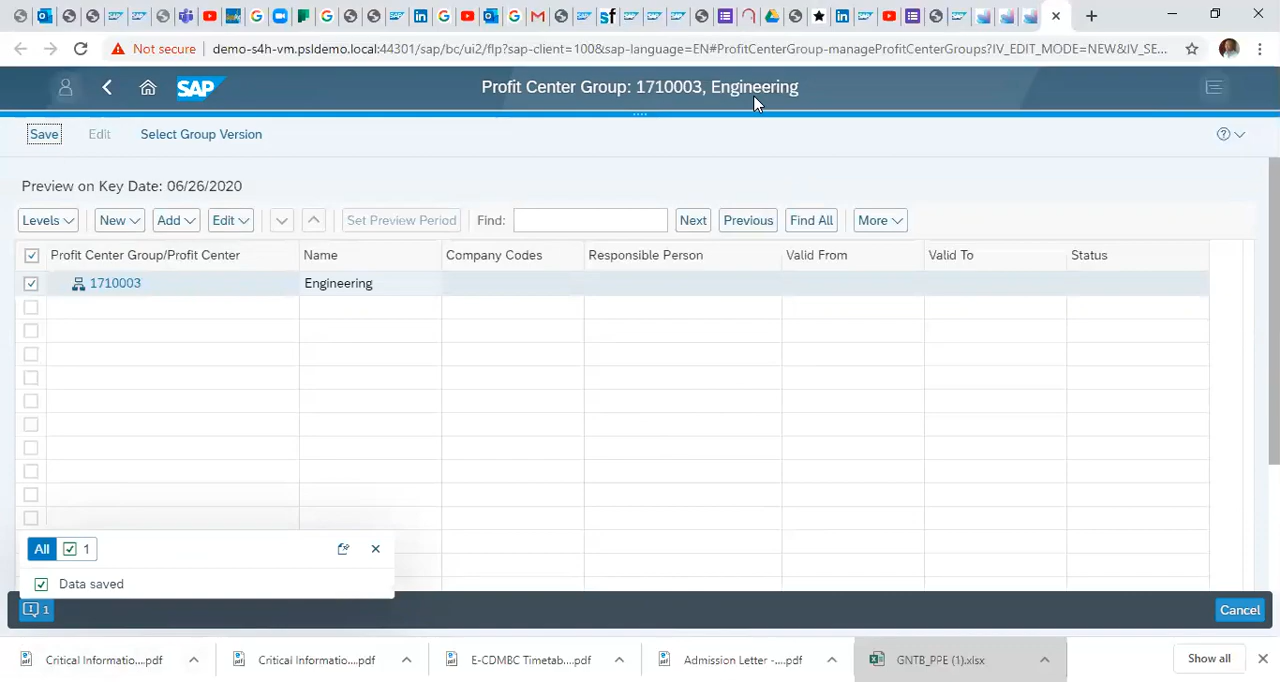 Not secure
demo-s4h-vm.psldemo.local:44301/sap/bc/ui2/flp?sap-client=100&sap-language=EN#ProfitCenterGroup-manageProfitCenterGroups?IV_EDIT_MODE=NEW&IV_SE...
SAP
Profit Center Group: 1710003, Engineering
Save Edit Select Group Version
Preview on Key Date: 06/26/2020
Levels New Add Edit Set Preview Period Find: Next Previous Find All More
Profit Center Group/Profit Center Name Company Codes Responsible Person Valid From Valid To Status
1710003 Engineering
All 1
Data saved
1 Cancel
Critical Informatio....pdf Critical Informatio....pdf E-CDMBC Timetab....pdf Admission Letter -....pdf GNTB_PPE (1).xlsx Show all